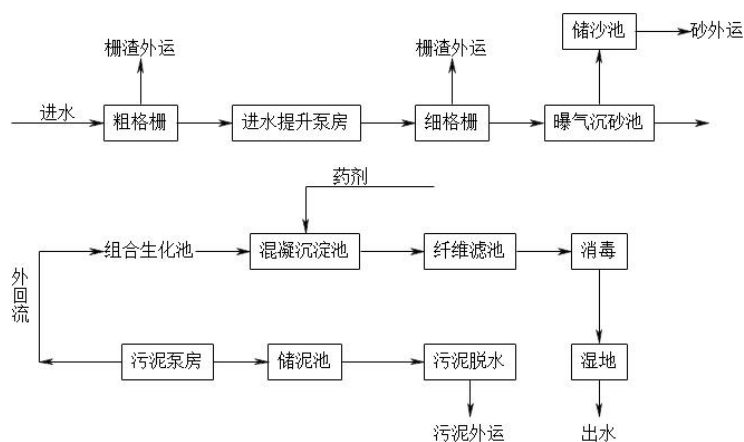 储沙池
砂外运
栅渣外运
栅渣外运
进水
粗格栅
进水提升泵房
细格栅
曝气沉砂池
药剂
组合生化池
混凝沉淀池
纤维滤池
消毒
外回流
污泥泵房
储泥池
污泥脱水
湿地
污泥外运
出水